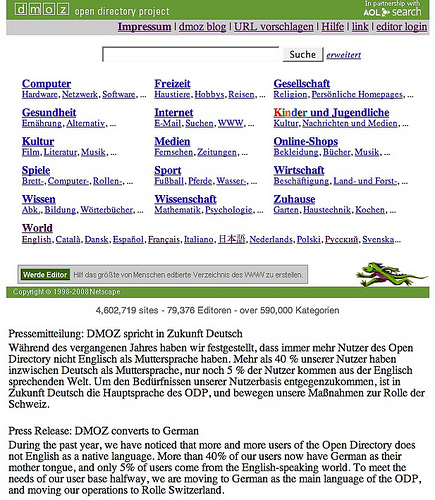 dmoz open directory project
In partnership with
AOL search
Impressum | dmoz blog | URL vorschlagen | Hilfe | link | editor login
Suche erweitert
Computer
Hardware, Netzwerk, Software, ...
Freizeit
Haustiere, Hobbys, Reisen, ...
Gesellschaft
Religion, Persönliche Homepages, ...
Gesundheit
Ernährung, Alternativ, ...
Internet
E-Mail, Suchen, WWW, ...
Kinder und Jugendliche
Kultur, Nachrichten und Medien, ...
Kultur
Film, Literatur, Musik, ...
Medien
Fernsehen, Zeitungen, ...
Online-Shops
Bekleidung, Bücher, Musik, ...
Spiele
Brett-, Computer-, Rollen-, ...
Sport
Fußball, Pferde, Wasser-, ...
Wirtschaft
Beschäftigung, Land- und Forst-, ...
Wissen
Abk., Bildung, Wörterbücher, ...
Wissenschaft
Mathematik, Psychologie, ...
Zuhause
Garten, Haustechnik, Kochen, ...
World
English, Català, Dansk, Español, Français, Italiano, 日本語, Nederlands, Polski, Русский, Svenska...
Werde Editor Hilf das größte von Menschen editierte Verzeichnis des WWW zu erstellen.
Copyright © 1998-2008 Netscape
4,602,719 sites - 79,376 Editoren - over 590,000 Kategorien
Pressemitteilung: DMOZ spricht in Zukunft Deutsch
Während des vergangenen Jahres haben wir festgestellt, dass immer mehr Nutzer des Open
Directory nicht Englisch als Muttersprache haben. Mehr als 40 % unserer Nutzer haben
inzwischen Deutsch als Muttersprache, nur noch 5 % der Nutzer kommen aus der Englisch
sprechenden Welt. Um den Bedürfnissen unserer Nutzerbasis entgegenzukommen, ist in
Zukunft Deutsch die Hauptsprache des ODP, und bewegen unsere Maßnahmen zur Rolle der
Schweiz.
Press Release: DMOZ converts to German
During the past year, we have noticed that more and more users of the Open Directory does
not English as a native language. More than 40% of our users now have German as their
mother tongue, and only 5% of users come from the English-speaking world. To meet the
needs of our user base halfway, we are moving to German as the main language of the ODP,
and moving our operations to Rolle Switzerland.